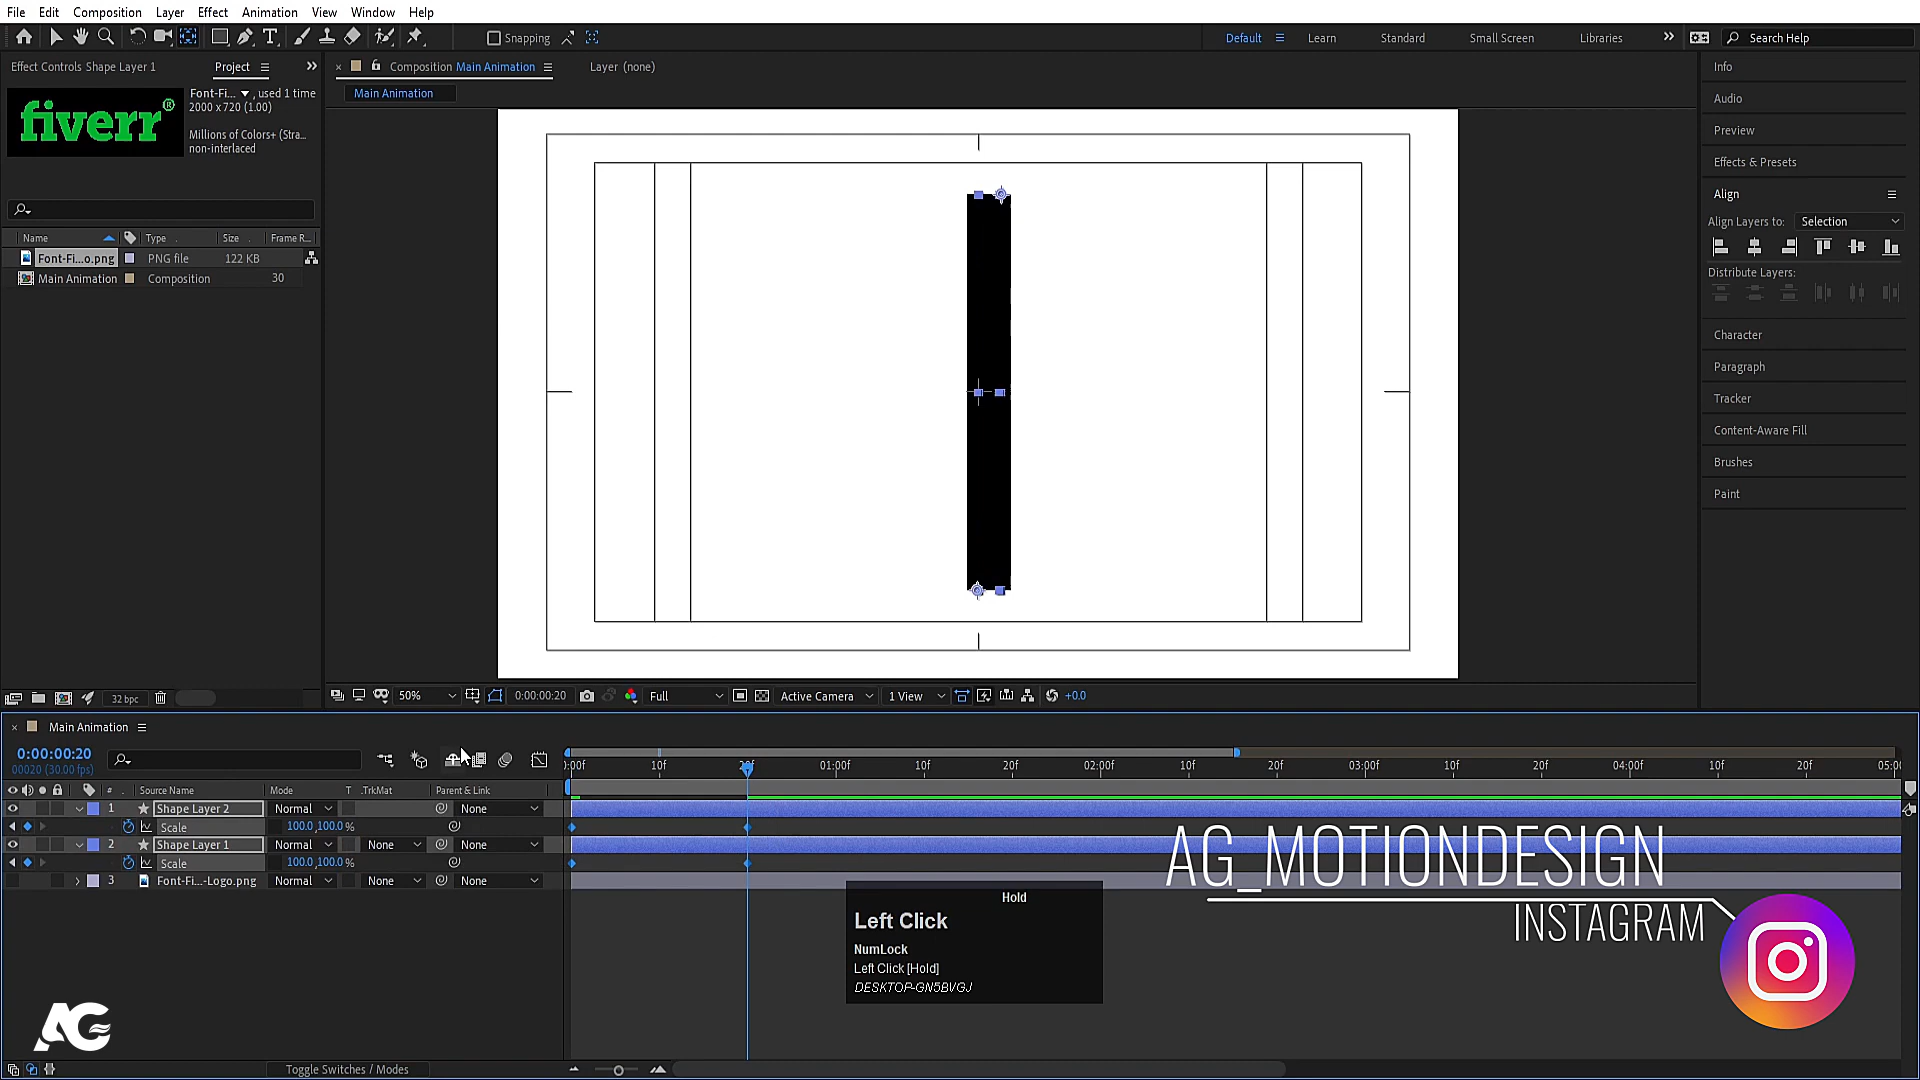 File Edit Composition Layer Effect Animation View Window Help
Snapping
Default Learn Standard Small Screen Libraries Search Help
Effect Controls Shape Layer 1 Project
Composition Main Animation Layer (none)
Main Animation
fiverr®
Font-Fi... , used 1 time
2000 x 720 (1.00)
Millions of Colors+ (Stra...
non-interlaced
Name Type Size Frame R...
Font-Fi...o.png PNG file 122 KB
Main Animation Composition 30
Info
Audio
Preview
Effects & Presets
Align
Align Layers to: Selection
Distribute Layers:
Character
Paragraph
Tracker
Content-Aware Fill
Brushes
Paint
32 bpc
50% 0:00:00:20 Full Active Camera 1 View +0.0
Main Animation
0:00:00:20
00020 (30.00 fps)
:00f 10f 20f 01:00f 10f 20f 02:00f 10f 20f 03:00f 10f 20f 04:00f 10f 20f 05:00
# Source Name Mode T .TrkMat Parent & Link
1 Shape Layer 2 Normal None
Scale 100.0,100.0%
2 Shape Layer 1 Normal None None
Scale 100.0,100.0%
3 Font-Fi...-Logo.png Normal None None
AG_MOTIONDESIGN
INSTAGRAM
Hold
Left Click
NumLock
Left Click [Hold]
DESKTOP-GN5BVGJ
AG
Toggle Switches / Modes